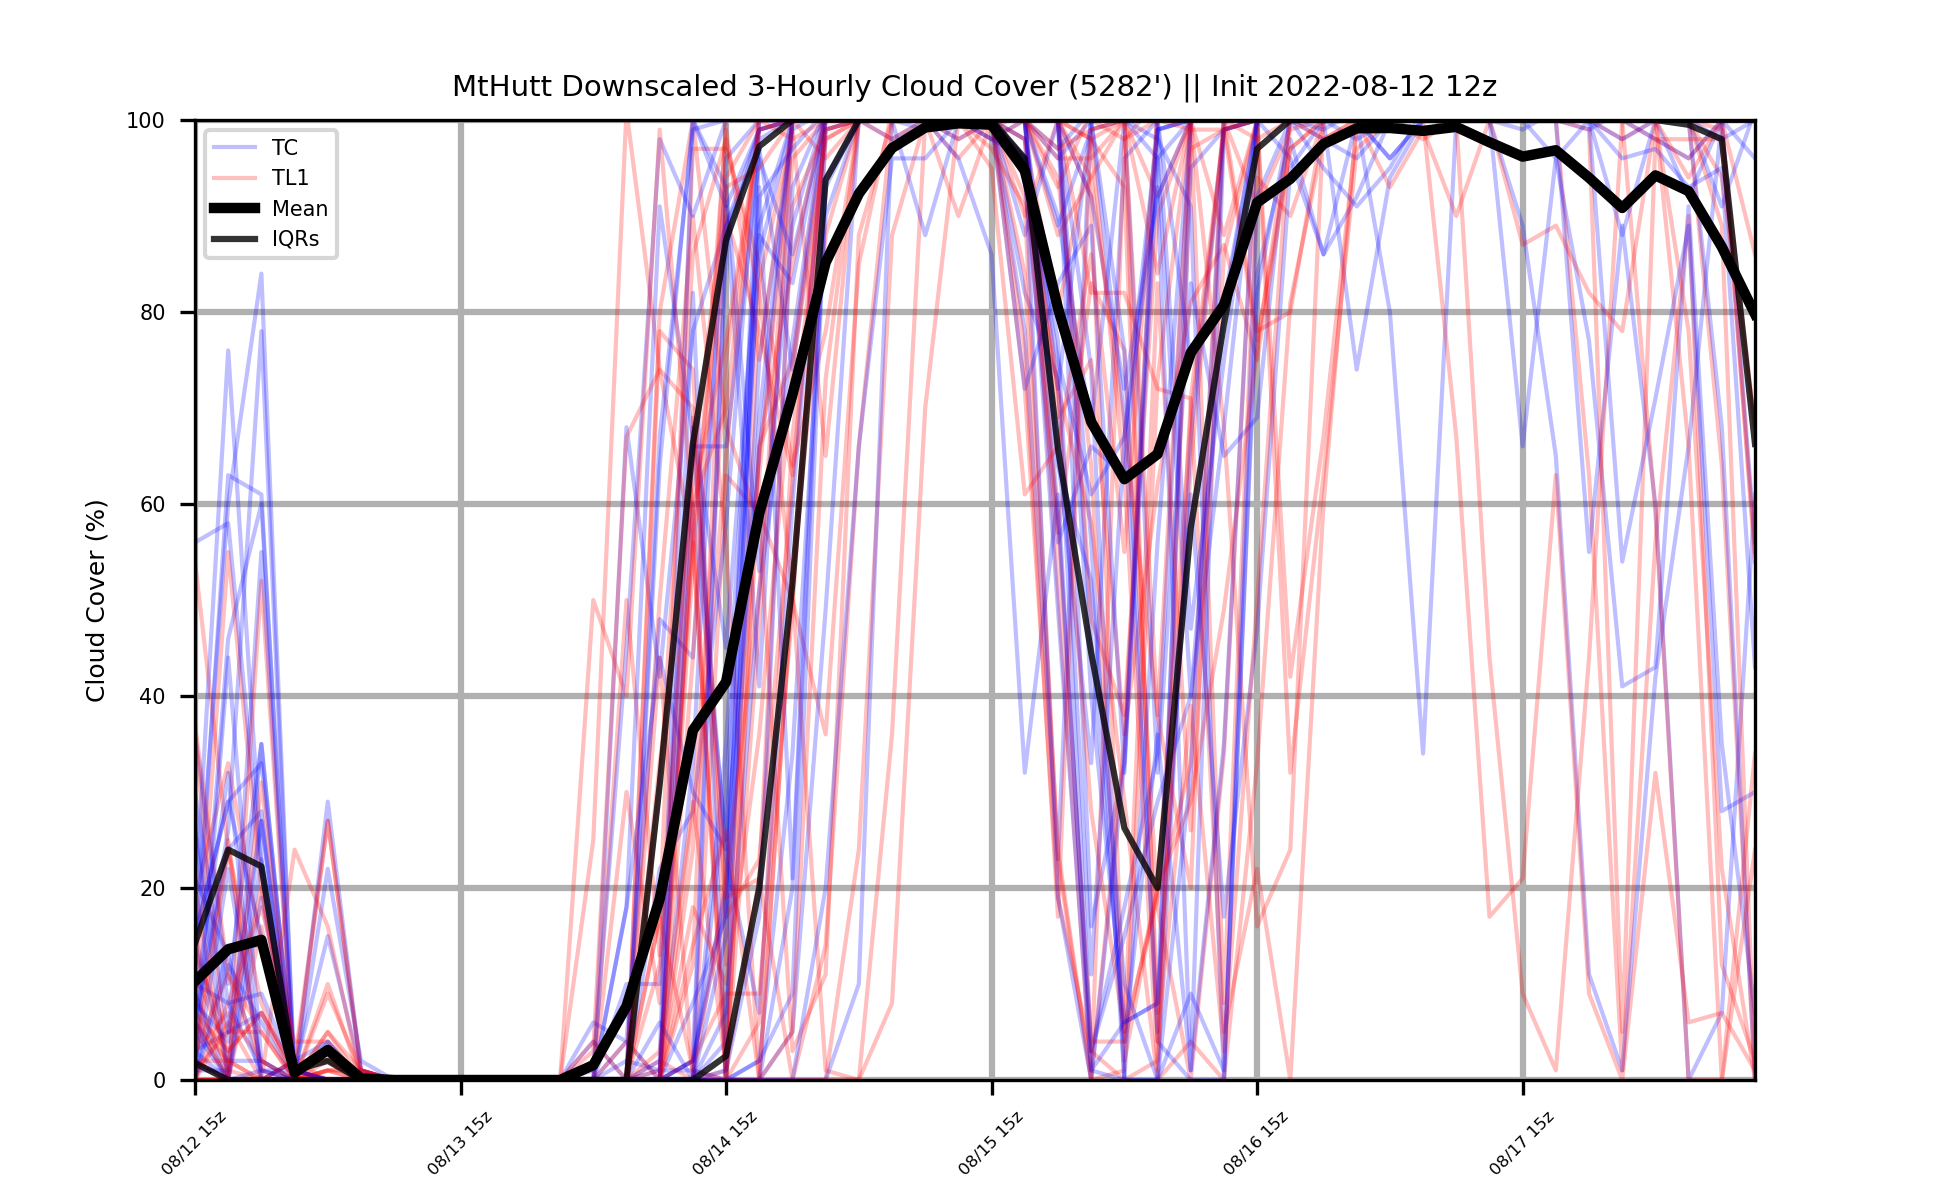 MtHutt Downscaled 3-Hourly Cloud Cover (5282') || Init 2022-08-12 12z
100
80
60
40
20
0
Cloud Cover (%)
TC
TL1
Mean
IQRs
08/12 15z
08/13 15z
08/14 15z
08/15 15z
08/16 15z
08/17 15z